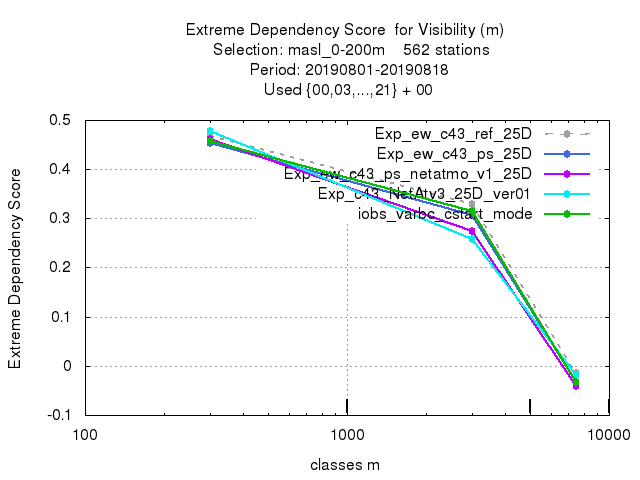 Extreme Dependency Score  for Visibility (m)
Selection: masl_0-200m    562 stations
Period: 20190801-20190818
Used {00,03,...,21} + 00
0.5
0.4
0.3
0.2
0.1
0
-0.1
Extreme Dependency Score
Exp_ew_c43_ref_25D
Exp_ew_c43_ps_25D
Exp_ew_c43_ps_netatmo_v1_25D
Exp_c43_NefAty3_25D_ver01
iobs_varbc_cstart_mode
100
1000
10000
classes m